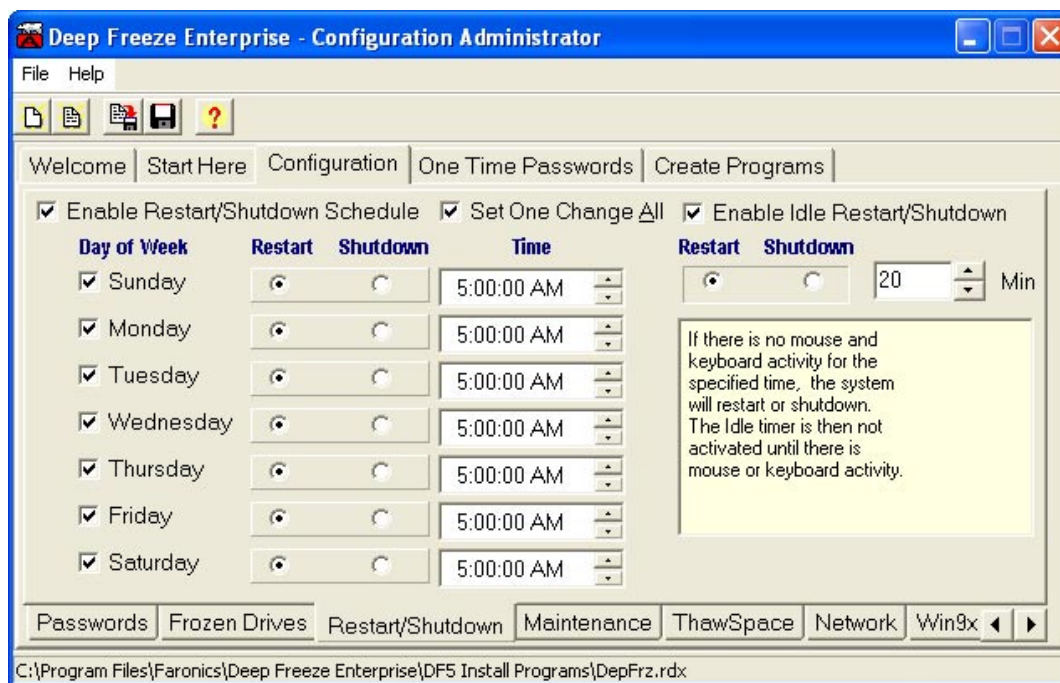 Deep Freeze Enterprise - Configuration Administrator
File Help
?
Welcome Start Here Configuration One Time Passwords Create Programs
Enable Restart/Shutdown Schedule Set One Change All Enable Idle Restart/Shutdown
Day of Week Restart Shutdown Time Restart Shutdown
Sunday 5:00:00 AM 20 Min
Monday 5:00:00 AM
Tuesday 5:00:00 AM
Wednesday 5:00:00 AM
Thursday 5:00:00 AM
Friday 5:00:00 AM
Saturday 5:00:00 AM
If there is no mouse and
keyboard activity for the
specified time, the system
will restart or shutdown.
The Idle timer is then not
activated until there is
mouse or keyboard activity.
Passwords Frozen Drives Restart/Shutdown Maintenance ThawSpace Network Win9x
C:\Program Files\Faronics\Deep Freeze Enterprise\DF5 Install Programs\DepFrz.rdx